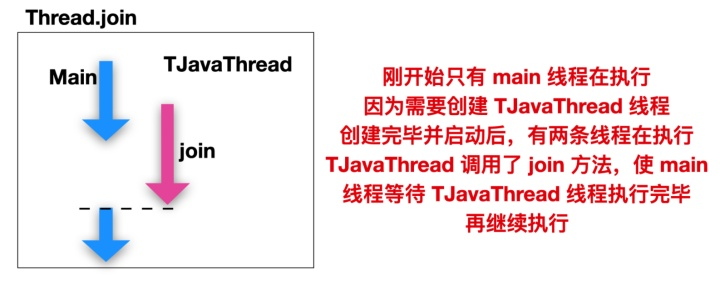 Thread.join
Main
TJavaThread
join
刚开始只有 main 线程在执行
因为需要创建 TJavaThread 线程
创建完毕并启动后，有两条线程在执行
TJavaThread 调用了 join 方法，使 main
线程等待 TJavaThread 线程执行完毕
再继续执行